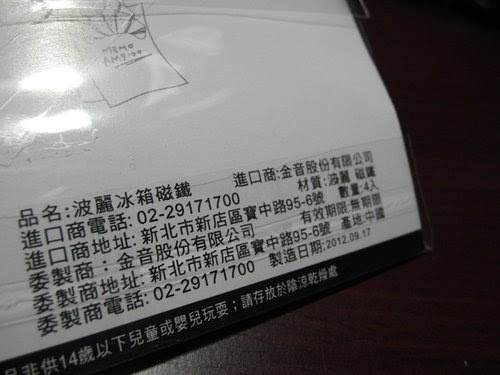 MEMO
AM9:00
品名:波麗冰箱磁鐵 進口商:金音股份有限公司
進口商電話: 02-29171700 材質:波麗 磁鐵
進口商地址: 新北市新店區寶中路95-6號 數量:4入
委製商 : 金音股份有限公司 有效期限:無期限
委製商地址: 新北市新店區寶中路95-6號 產地:中國
委製商電話: 02-29171700 製造日期:2012.09.17
品非供14歲以下兒童或嬰兒玩耍；請存放於陰涼乾燥處